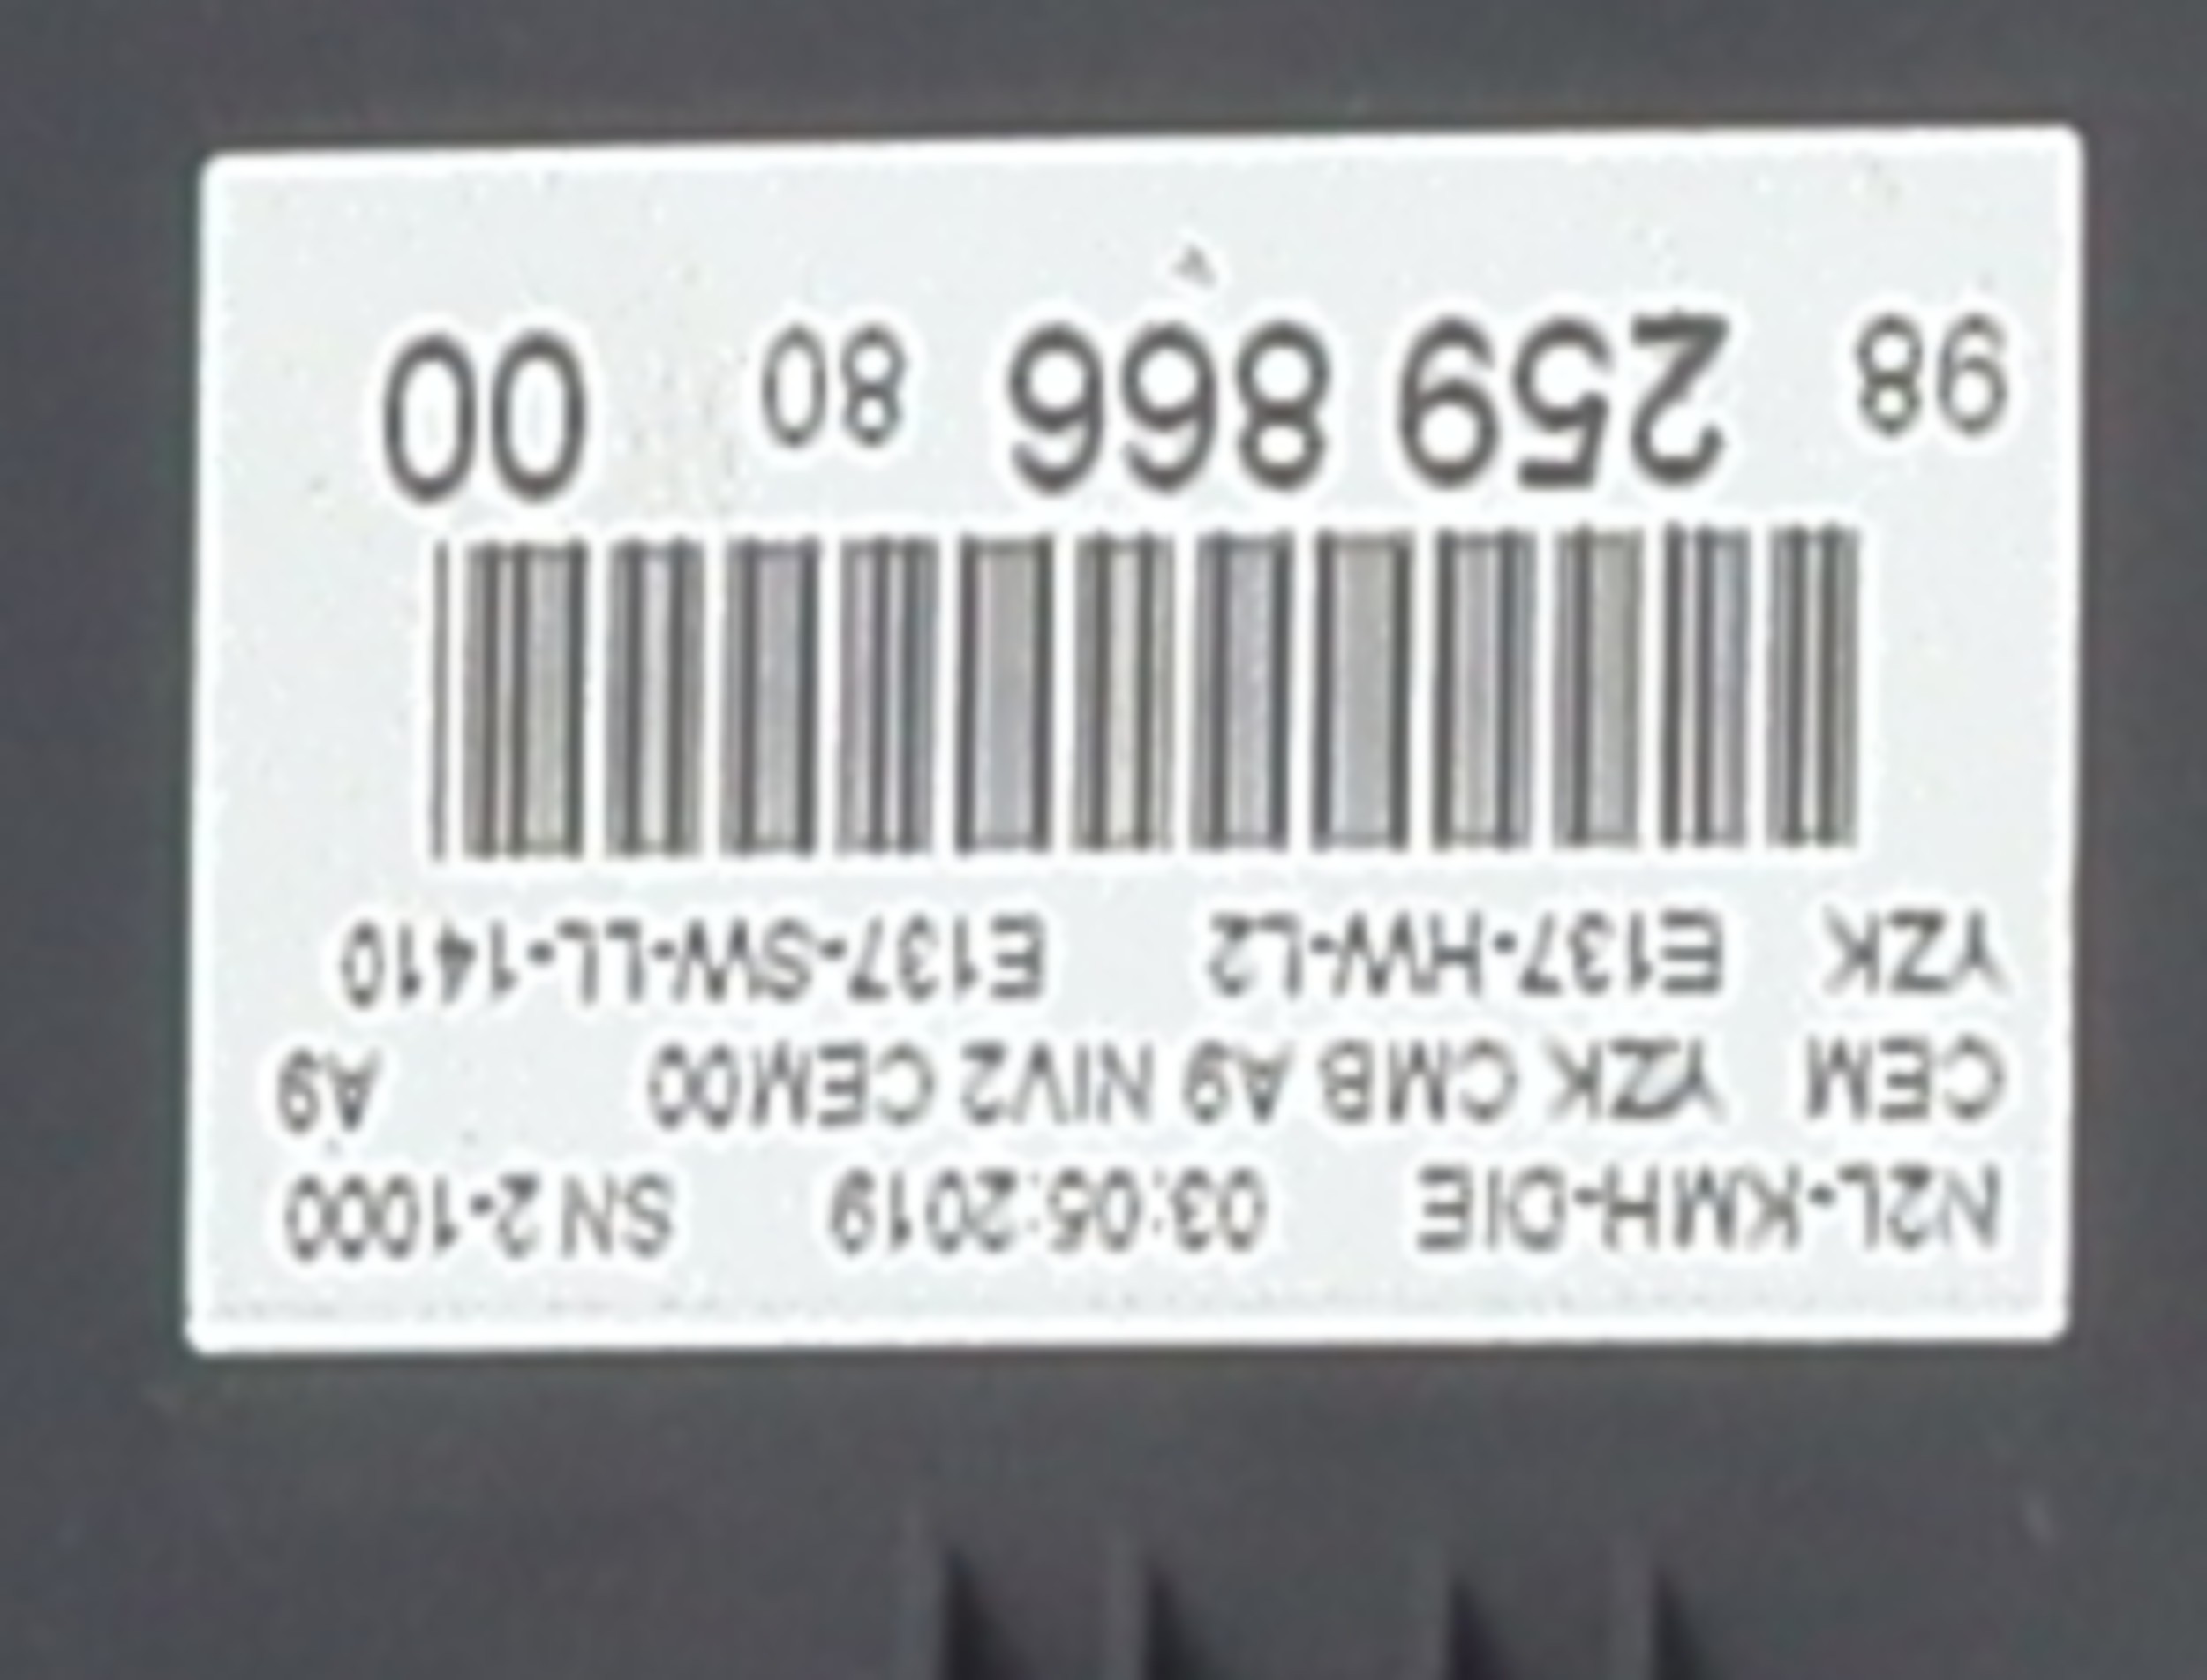 N2L-KMH-DIE 03:05:2019 SN 2-1000
CEM YZK CMB A9 NIV2 CEM00 A9
YZK E137-HW-L2 E137-SW-LL-1410
98 259 866 80 00